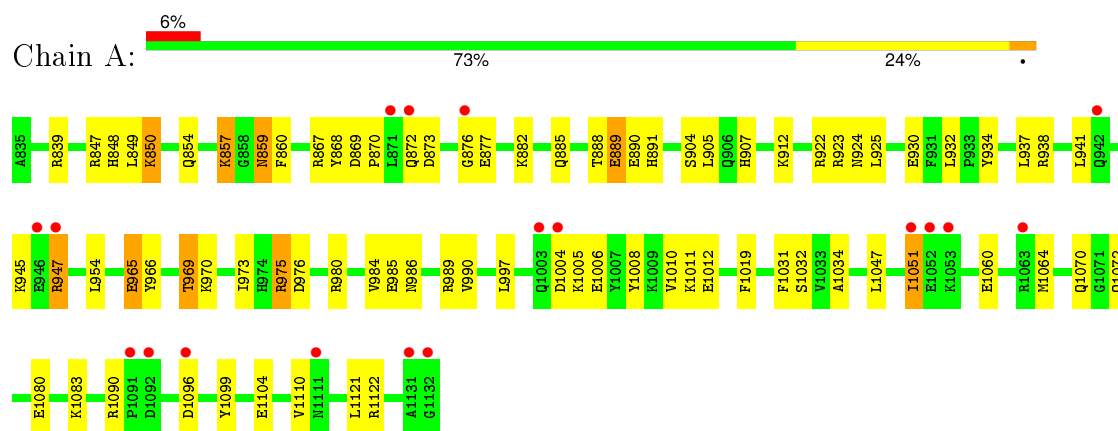 6%
Chain A:
73%
24%
A835 R839 R847 H848 L849 K850 Q854 K857 G858 N859 F860 R867 Y868 D869 P870 L871 Q872 D873 G876 E877 K882 Q885 T888 E889 E890 H891 S904 L905 Q906 H907 K912 R922 R923 N924 L925 E930 F931 L932 P933 Y934 L937 R938 L941 Q942
K945 E946 R947 L954 E965 Y966 T969 K970 I973 H974 R975 D976 R980 V984 E985 N986 R989 V990 L997 Q1003 D1004 K1005 E1006 Y1007 Y1008 K1009 V1010 K1011 E1012 F1019 F1031 S1032 V1033 A1034 L1047 I1051 E1052 K1053 E1060 R1063 M1064 Q1070 G1071
E1080 K1083 R1090 P1091 D1092 D1096 Y1099 E1104 V1110 N1111 L1121 R1122 A1131 G1132